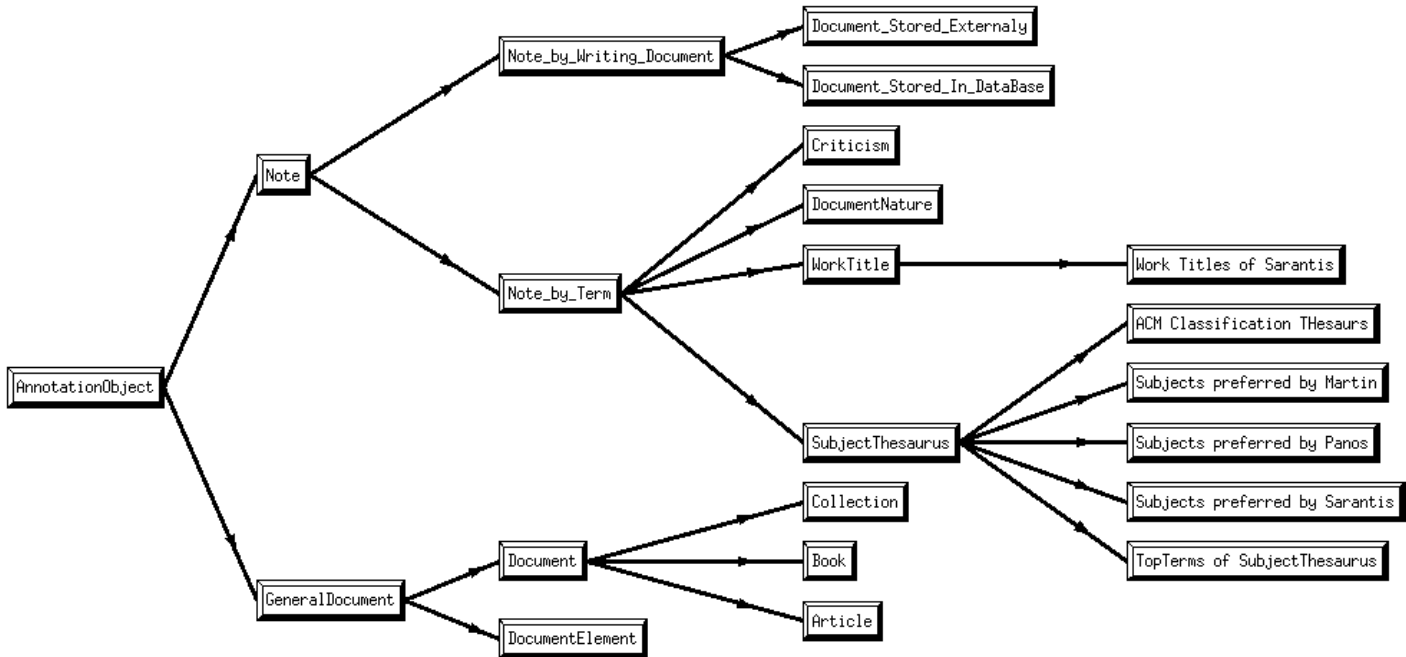 Document_Stored_Externaly
Note_by_Writing_Document
Document_Stored_In_DataBase
Criticism
Note
DocumentNature
WorkTitle
Work Titles of Sarantis
Note_by_Term
ACM Classification THesaurs
AnnotationObject
Subjects preferred by Martin
SubjectThesaurus
Subjects preferred by Panos
Collection
Subjects preferred by Sarantis
Document
Book
TopTerms of SubjectThesaurus
GeneralDocument
Article
DocumentElement